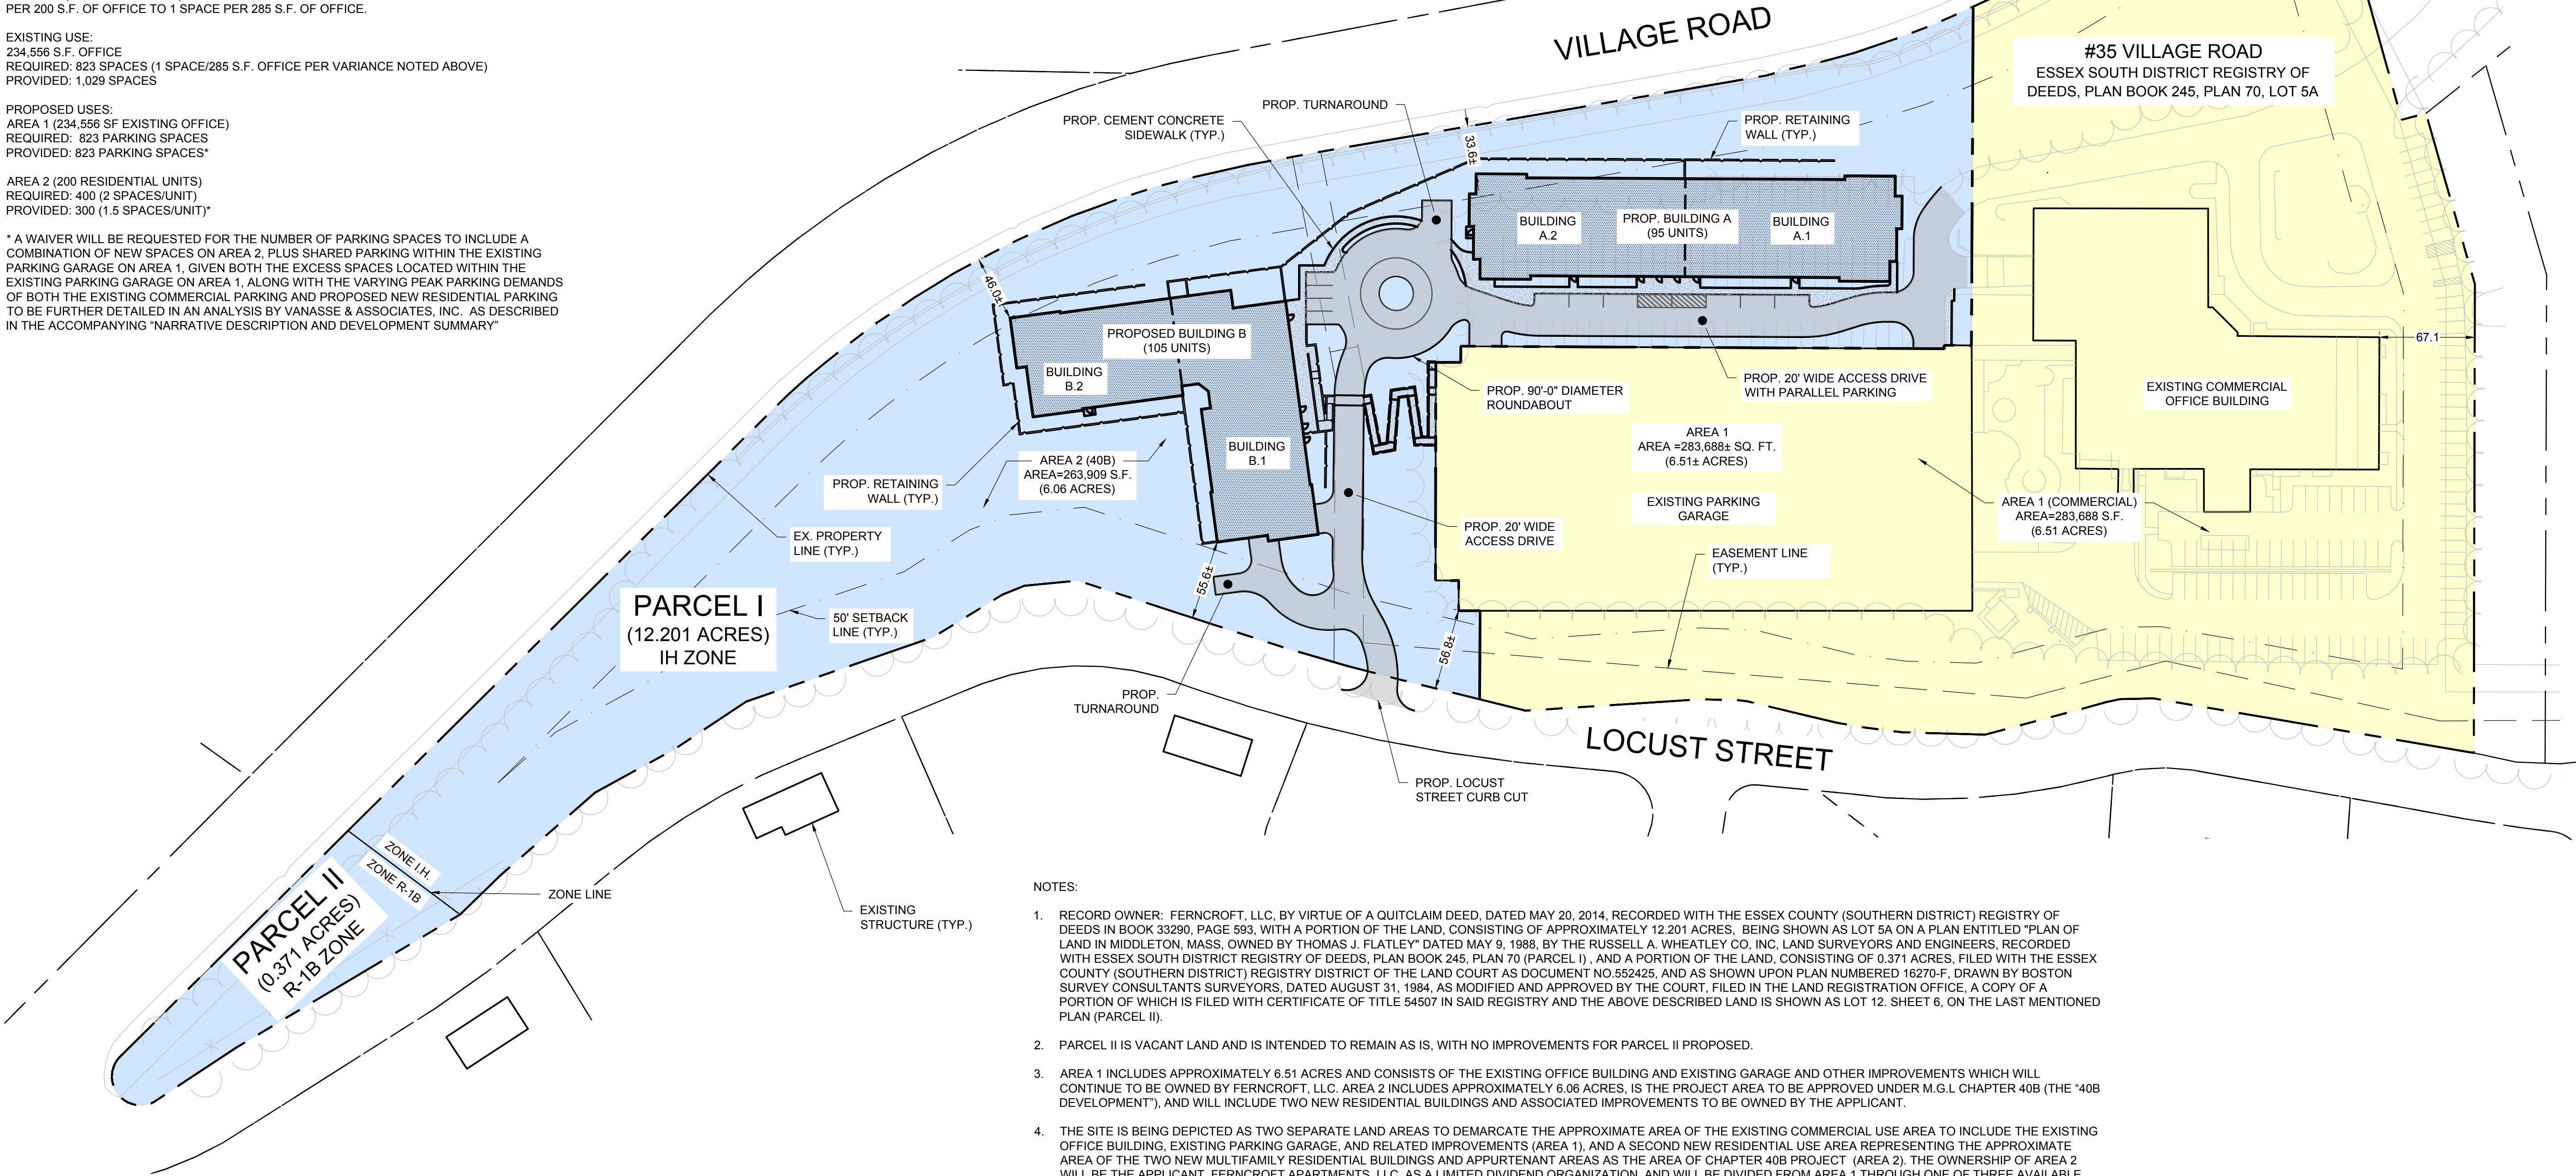 PER 200 S.F. OF OFFICE TO 1 SPACE PER 285 S.F. OF OFFICE.
EXISTING USE:
234,556 S.F. OFFICE
REQUIRED: 823 SPACES (1 SPACE/285 S.F. OFFICE PER VARIANCE NOTED ABOVE)
PROVIDED: 1,029 SPACES
PROPOSED USES:
AREA 1 (234,556 SF EXISTING OFFICE)
REQUIRED: 823 PARKING SPACES
PROVIDED: 823 PARKING SPACES*
AREA 2 (200 RESIDENTIAL UNITS)
REQUIRED: 400 (2 SPACES/UNIT)
PROVIDED: 300 (1.5 SPACES/UNIT)*
* A WAIVER WILL BE REQUESTED FOR THE NUMBER OF PARKING SPACES TO INCLUDE A
COMBINATION OF NEW SPACES ON AREA 2, PLUS SHARED PARKING WITHIN THE EXISTING
PARKING GARAGE ON AREA 1, GIVEN BOTH THE EXCESS SPACES LOCATED WITHIN THE
EXISTING PARKING GARAGE ON AREA 1, ALONG WITH THE VARYING PEAK PARKING DEMANDS
OF BOTH THE EXISTING COMMERCIAL PARKING AND PROPOSED NEW RESIDENTIAL PARKING
TO BE FURTHER DETAILED IN AN ANALYSIS BY VANASSE & ASSOCIATES, INC. AS DESCRIBED
IN THE ACCOMPANYING "NARRATIVE DESCRIPTION AND DEVELOPMENT SUMMARY"
VILLAGE ROAD
#35 VILLAGE ROAD
ESSEX SOUTH DISTRICT REGISTRY OF
DEEDS, PLAN BOOK 245, PLAN 70, LOT 5A
PROP. TURNAROUND
PROP. CEMENT CONCRETE
SIDEWALK (TYP.)
33.6±
PROP. RETAINING
WALL (TYP.)
BUILDING
A.2
PROP. BUILDING A
(95 UNITS)
BUILDING
A.1
46.0±
PROPOSED BUILDING B
(105 UNITS)
BUILDING
B.2
BUILDING
B.1
67.1
PROP. 90'-0" DIAMETER
ROUNDABOUT
PROP. 20' WIDE ACCESS DRIVE
WITH PARALLEL PARKING
EXISTING COMMERCIAL
OFFICE BUILDING
AREA 1
AREA =283,688± SQ. FT.
(6.51± ACRES)
AREA 2 (40B)
AREA=263,909 S.F.
(6.06 ACRES)
PROP. RETAINING
WALL (TYP.)
EXISTING PARKING
GARAGE
AREA 1 (COMMERCIAL)
AREA=283,688 S.F.
(6.51 ACRES)
EX. PROPERTY
LINE (TYP.)
PROP. 20' WIDE
ACCESS DRIVE
EASEMENT LINE
(TYP.)
55.6±
PARCEL I
(12.201 ACRES)
IH ZONE
50' SETBACK
LINE (TYP.)
56.8±
PROP.
TURNAROUND
LOCUST STREET
PROP. LOCUST
STREET CURB CUT
ZONE I.H.
ZONE R-1B
ZONE LINE
PARCEL II
(0.371 ACRES)
R-1B ZONE
EXISTING
STRUCTURE (TYP.)
NOTES:
1. RECORD OWNER: FERNCROFT, LLC, BY VIRTUE OF A QUITCLAIM DEED, DATED MAY 20, 2014, RECORDED WITH THE ESSEX COUNTY (SOUTHERN DISTRICT) REGISTRY OF
DEEDS IN BOOK 33290, PAGE 593, WITH A PORTION OF THE LAND, CONSISTING OF APPROXIMATELY 12.201 ACRES, BEING SHOWN AS LOT 5A ON A PLAN ENTITLED "PLAN OF
LAND IN MIDDLETON, MASS, OWNED BY THOMAS J. FLATLEY" DATED MAY 9, 1988, BY THE RUSSELL A. WHEATLEY CO, INC, LAND SURVEYORS AND ENGINEERS, RECORDED
WITH ESSEX SOUTH DISTRICT REGISTRY OF DEEDS, PLAN BOOK 245, PLAN 70 (PARCEL I) , AND A PORTION OF THE LAND, CONSISTING OF 0.371 ACRES, FILED WITH THE ESSEX
COUNTY (SOUTHERN DISTRICT) REGISTRY DISTRICT OF THE LAND COURT AS DOCUMENT NO.552425, AND AS SHOWN UPON PLAN NUMBERED 16270-F, DRAWN BY BOSTON
SURVEY CONSULTANTS SURVEYORS, DATED AUGUST 31, 1984, AS MODIFIED AND APPROVED BY THE COURT, FILED IN THE LAND REGISTRATION OFFICE, A COPY OF A
PORTION OF WHICH IS FILED WITH CERTIFICATE OF TITLE 54507 IN SAID REGISTRY AND THE ABOVE DESCRIBED LAND IS SHOWN AS LOT 12. SHEET 6, ON THE LAST MENTIONED
PLAN (PARCEL II).
2. PARCEL II IS VACANT LAND AND IS INTENDED TO REMAIN AS IS, WITH NO IMPROVEMENTS FOR PARCEL II PROPOSED.
3. AREA 1 INCLUDES APPROXIMATELY 6.51 ACRES AND CONSISTS OF THE EXISTING OFFICE BUILDING AND EXISTING GARAGE AND OTHER IMPROVEMENTS WHICH WILL
CONTINUE TO BE OWNED BY FERNCROFT, LLC. AREA 2 INCLUDES APPROXIMATELY 6.06 ACRES, IS THE PROJECT AREA TO BE APPROVED UNDER M.G.L CHAPTER 40B (THE "40B
DEVELOPMENT"), AND WILL INCLUDE TWO NEW RESIDENTIAL BUILDINGS AND ASSOCIATED IMPROVEMENTS TO BE OWNED BY THE APPLICANT.
4. THE SITE IS BEING DEPICTED AS TWO SEPARATE LAND AREAS TO DEMARCATE THE APPROXIMATE AREA OF THE EXISTING COMMERCIAL USE AREA TO INCLUDE THE EXISTING
OFFICE BUILDING, EXISTING PARKING GARAGE, AND RELATED IMPROVEMENTS (AREA 1), AND A SECOND NEW RESIDENTIAL USE AREA REPRESENTING THE APPROXIMATE
AREA OF THE TWO NEW MULTIFAMILY RESIDENTIAL BUILDINGS AND APPURTENANT AREAS AS THE AREA OF CHAPTER 40B PROJECT (AREA 2). THE OWNERSHIP OF AREA 2
WILL BE THE APPLICANT, FERNCROFT APARTMENTS, LLC, AS A LIMITED DIVIDEND ORGANIZATION, AND WILL BE DIVIDED FROM AREA 1 THROUGH ONE OF THREE AVAILABLE